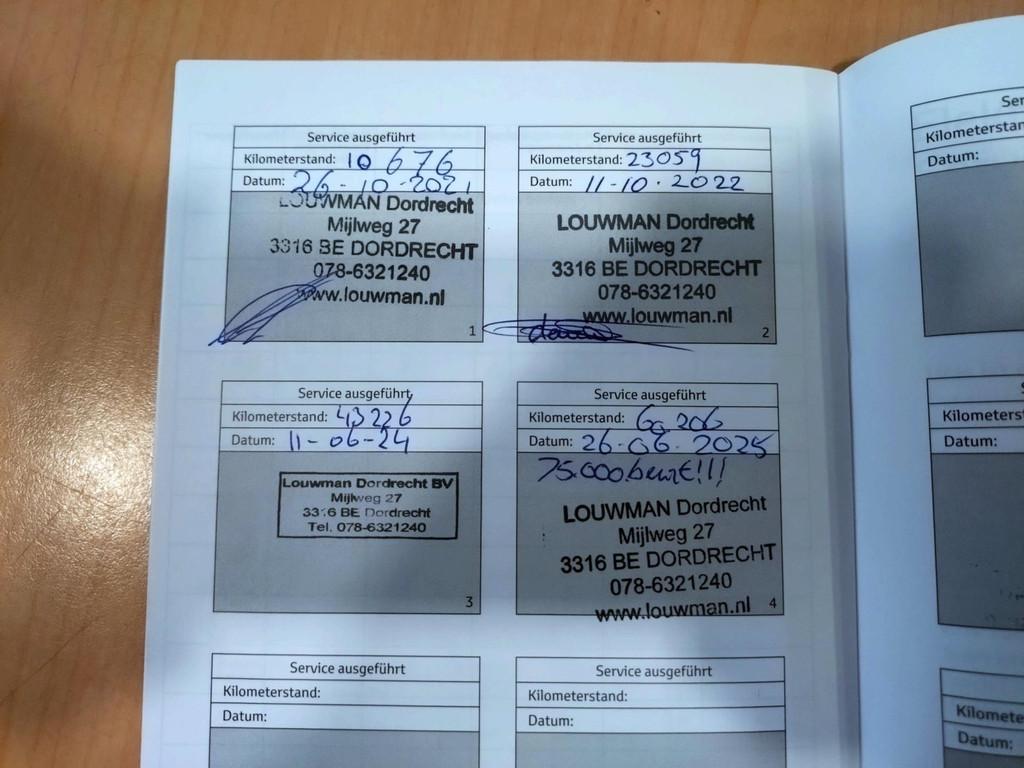 Service ausgeführt
Kilometerstand: 10 676
Datum: 26-10-2021
LOUWMAN Dordrecht
Mijlweg 27
3316 BE DORDRECHT
078-6321240
www.louwman.nl
1
Service ausgeführt
Kilometerstand: 23059
Datum: 11-10-2022
LOUWMAN Dordrecht
Mijlweg 27
3316 BE DORDRECHT
078-6321240
www.louwman.nl
2
Service ausgeführt
Kilometerstand: 43226
Datum: 11-06-24
Louwman Dordrecht BV
Mijlweg 27
3316 BE Dordrecht
Tel. 078-6321240
3
Service ausgeführt
Kilometerstand: 60.206
Datum: 26-06-2025
75.000
LOUWMAN Dordrecht
Mijlweg 27
3316 BE DORDRECHT
078-6321240
www.louwman.nl
4
Service ausgeführt
Kilometerstand:
Datum:
Service ausgeführt
Kilometerstand:
Datum:
Ser
Kilometerstan
Datum:
S
Kilometerst
Datum:
Kilomete
Datum: